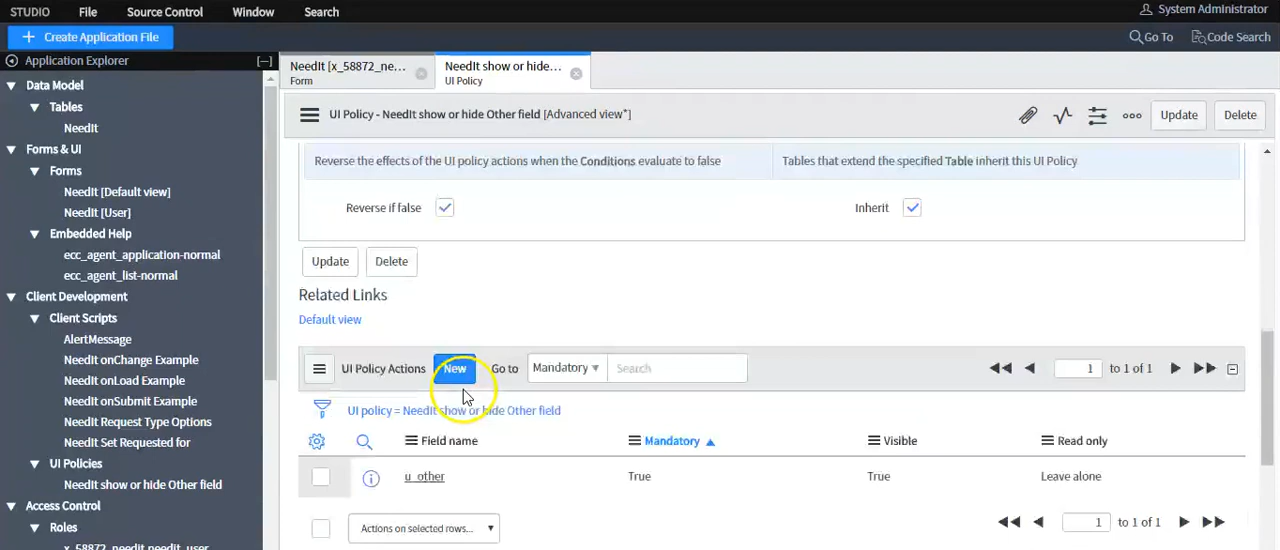 STUDIO File Source Control Window Search System Administrator
+ Create Application File Go To Code Search
Application Explorer [—]
Data Model
Tables
NeedIt
Forms & UI
Forms
NeedIt [Default view]
NeedIt [User]
Embedded Help
ecc_agent_application-normal
ecc_agent_list-normal
Client Development
Client Scripts
AlertMessage
NeedIt onChange Example
NeedIt onLoad Example
NeedIt onSubmit Example
NeedIt Request Type Options
NeedIt Set Requested for
UI Policies
NeedIt show or hide Other field
Access Control
Roles
x_58872_needit.needit_user
NeedIt [x_58872_ne...
Form
NeedIt show or hide...
UI Policy
UI Policy - NeedIt show or hide Other field [Advanced view*] Update Delete
Reverse the effects of the UI policy actions when the Conditions evaluate to false Tables that extend the specified Table inherit this UI Policy
Reverse if false Inherit
Update Delete
Related Links
Default view
UI Policy Actions New Go to Mandatory Search 1 to 1 of 1
UI policy = NeedIt show or hide Other field
Field name Mandatory Visible Read only
u_other True True Leave alone
Actions on selected rows... 1 to 1 of 1